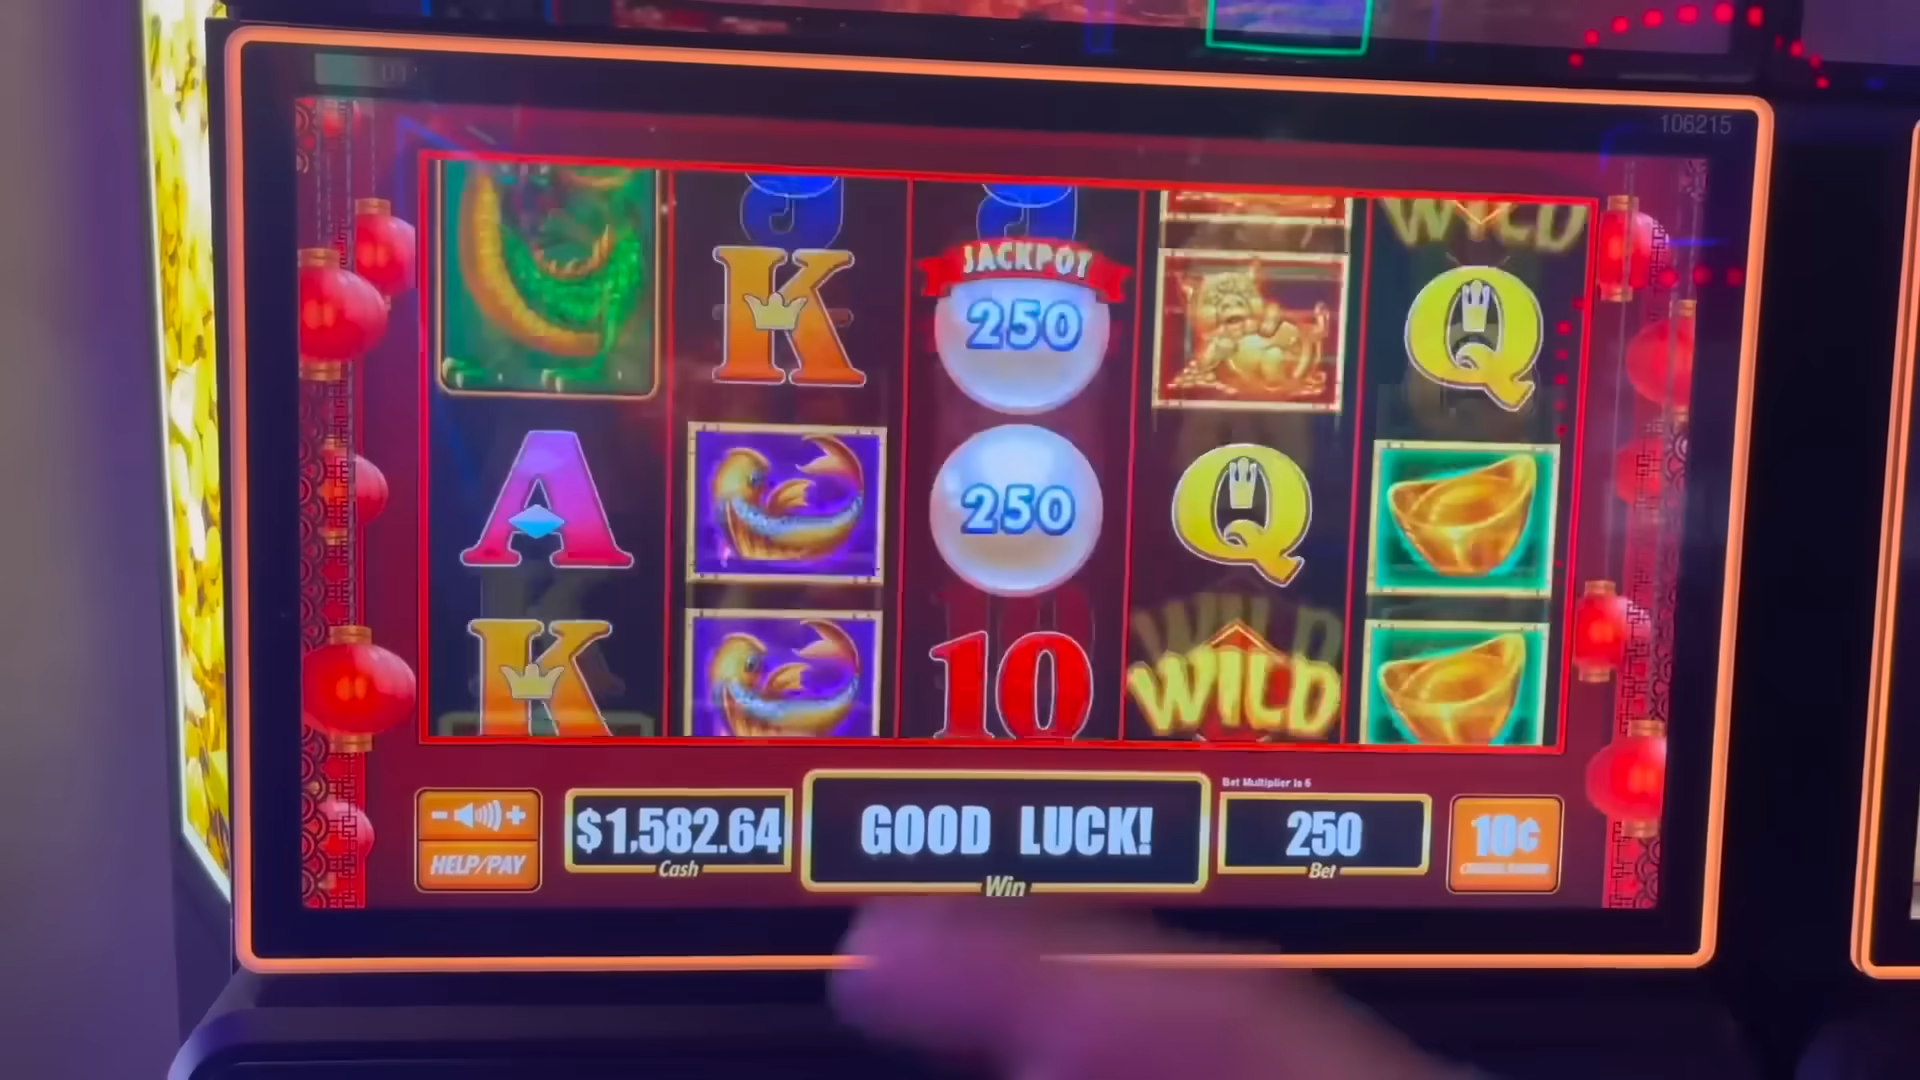 106215
WILD
J J
K JACKPOT Q
250
A 250 Q
K 10 WILD
Bet Multiplier is 5
- +
HELP/PAY
$1,582.64
Cash
GOOD LUCK!
Win
250
Bet
10¢